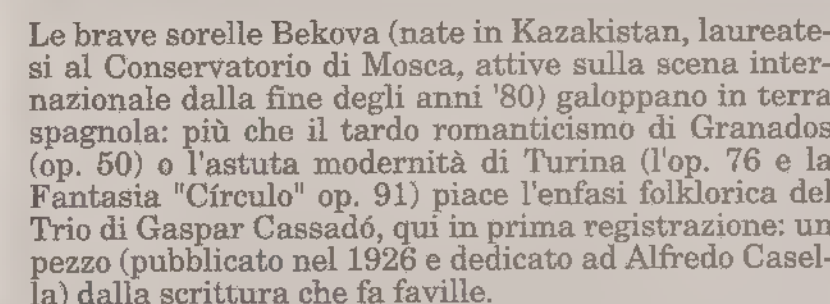 Le brave sorelle Bekova (nate in Kazakistan, laureate-
si al Conservatorio di Mosca, attive sulla scena inter-
nazionale dalla fine degli anni '80) galoppano in terra
spagnola: più che il tardo romanticismo di Granados
(op. 50) o l'astuta modernità di Turina (l'op. 76 e la
Fantasia "Círculo" op. 91) piace l'enfasi folklorica del
Trio di Gaspar Cassadó, qui in prima registrazione: un
pezzo (pubblicato nel 1926 e dedicato ad Alfredo Casel-
la) dalla scrittura che fa faville.